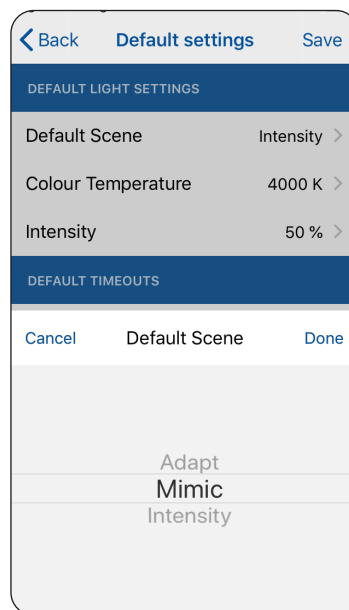 Back Default settings Save
DEFAULT LIGHT SETTINGS
Default Scene Intensity
Colour Temperature 4000 K
Intensity 50 %
DEFAULT TIMEOUTS
Cancel Default Scene Done
Adapt
Mimic
Intensity